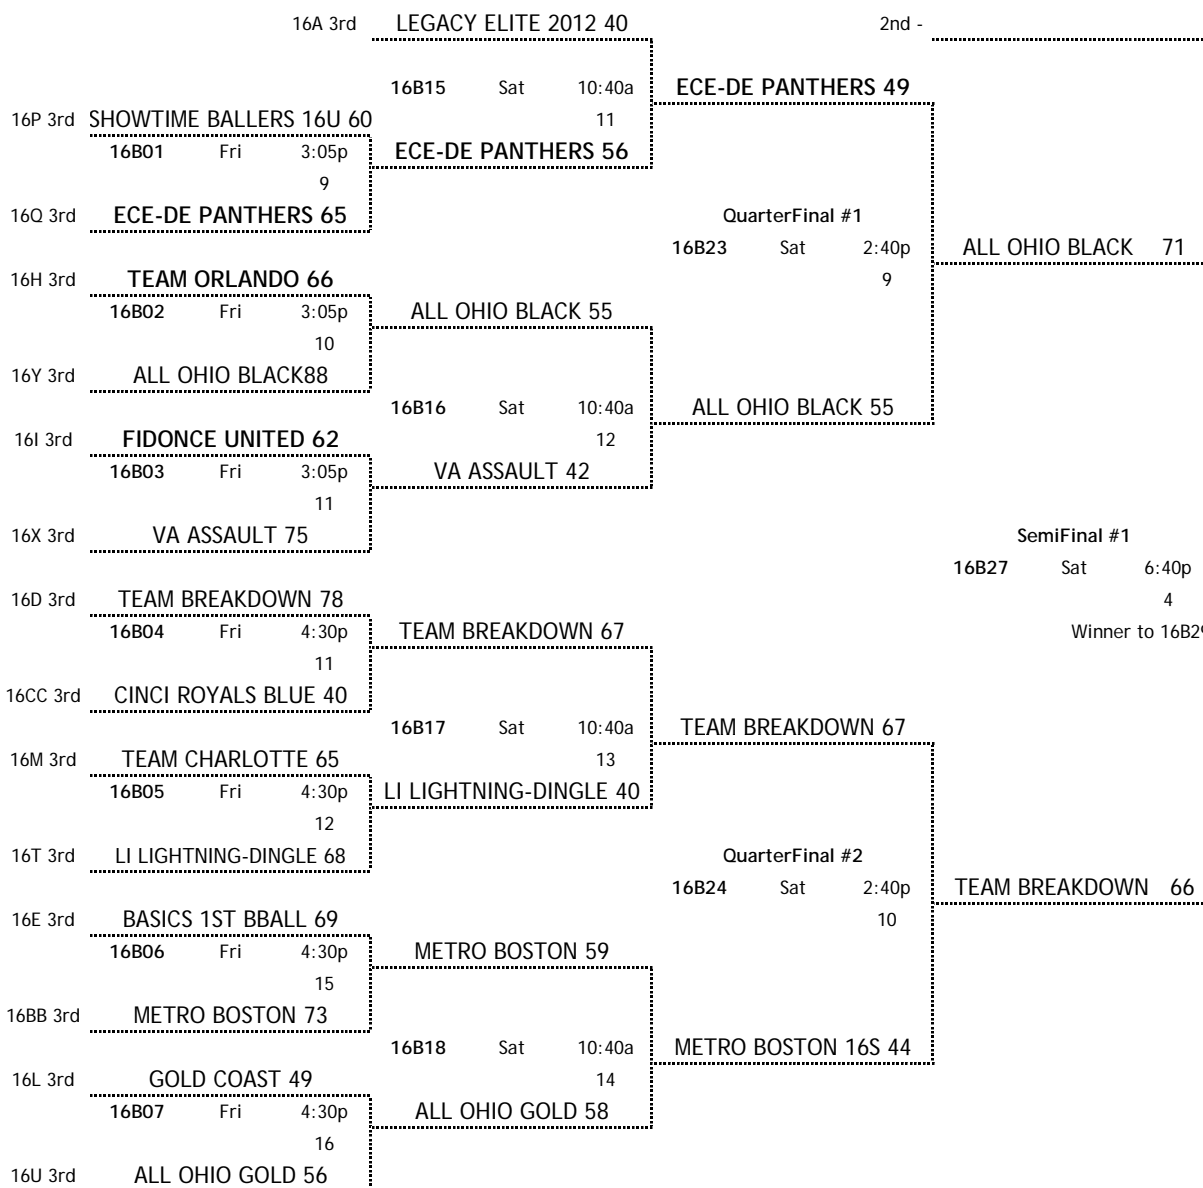 16A 3rd LEGACY ELITE 2012 40 2nd -
16B15 Sat 10:40a ECE-DE PANTHERS 49
16P 3rd SHOWTIME BALLERS 16U 60 11
16B01 Fri 3:05p ECE-DE PANTHERS 56
9
16Q 3rd ECE-DE PANTHERS 65 QuarterFinal #1
16B23 Sat 2:40p ALL OHIO BLACK 71
16H 3rd TEAM ORLANDO 66 9
16B02 Fri 3:05p ALL OHIO BLACK 55
10
16Y 3rd ALL OHIO BLACK88
16B16 Sat 10:40a ALL OHIO BLACK 55
16I 3rd FIDONCE UNITED 62 12
16B03 Fri 3:05p VA ASSAULT 42
11
16X 3rd VA ASSAULT 75 SemiFinal #1
16B27 Sat 6:40p
16D 3rd TEAM BREAKDOWN 78 4
16B04 Fri 4:30p TEAM BREAKDOWN 67 Winner to 16B29
11
16CC 3rd CINCI ROYALS BLUE 40
16B17 Sat 10:40a TEAM BREAKDOWN 67
16M 3rd TEAM CHARLOTTE 65 13
16B05 Fri 4:30p LI LIGHTNING-DINGLE 40
12
16T 3rd LI LIGHTNING-DINGLE 68 QuarterFinal #2
16B24 Sat 2:40p TEAM BREAKDOWN 66
16E 3rd BASICS 1ST BBALL 69 10
16B06 Fri 4:30p METRO BOSTON 59
15
16BB 3rd METRO BOSTON 73
16B18 Sat 10:40a METRO BOSTON 16S 44
16L 3rd GOLD COAST 49 14
16B07 Fri 4:30p ALL OHIO GOLD 58
16
16U 3rd ALL OHIO GOLD 56